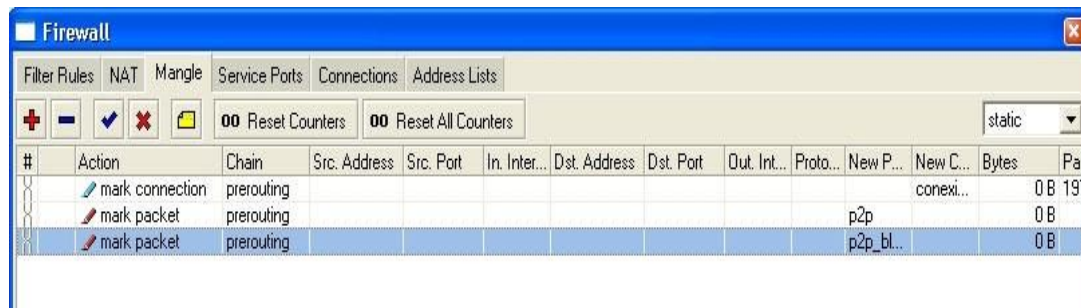 Firewall
Filter Rules NAT Mangle Service Ports Connections Address Lists
00 Reset Counters 00 Reset All Counters static
# Action Chain Src. Address Src. Port In. Inter... Dst. Address Dst. Port Out. Int... Proto... New P... New C... Bytes Pa
mark connection prerouting conexi... 0 B 19
mark packet prerouting p2p 0 B
mark packet prerouting p2p_bl... 0 B